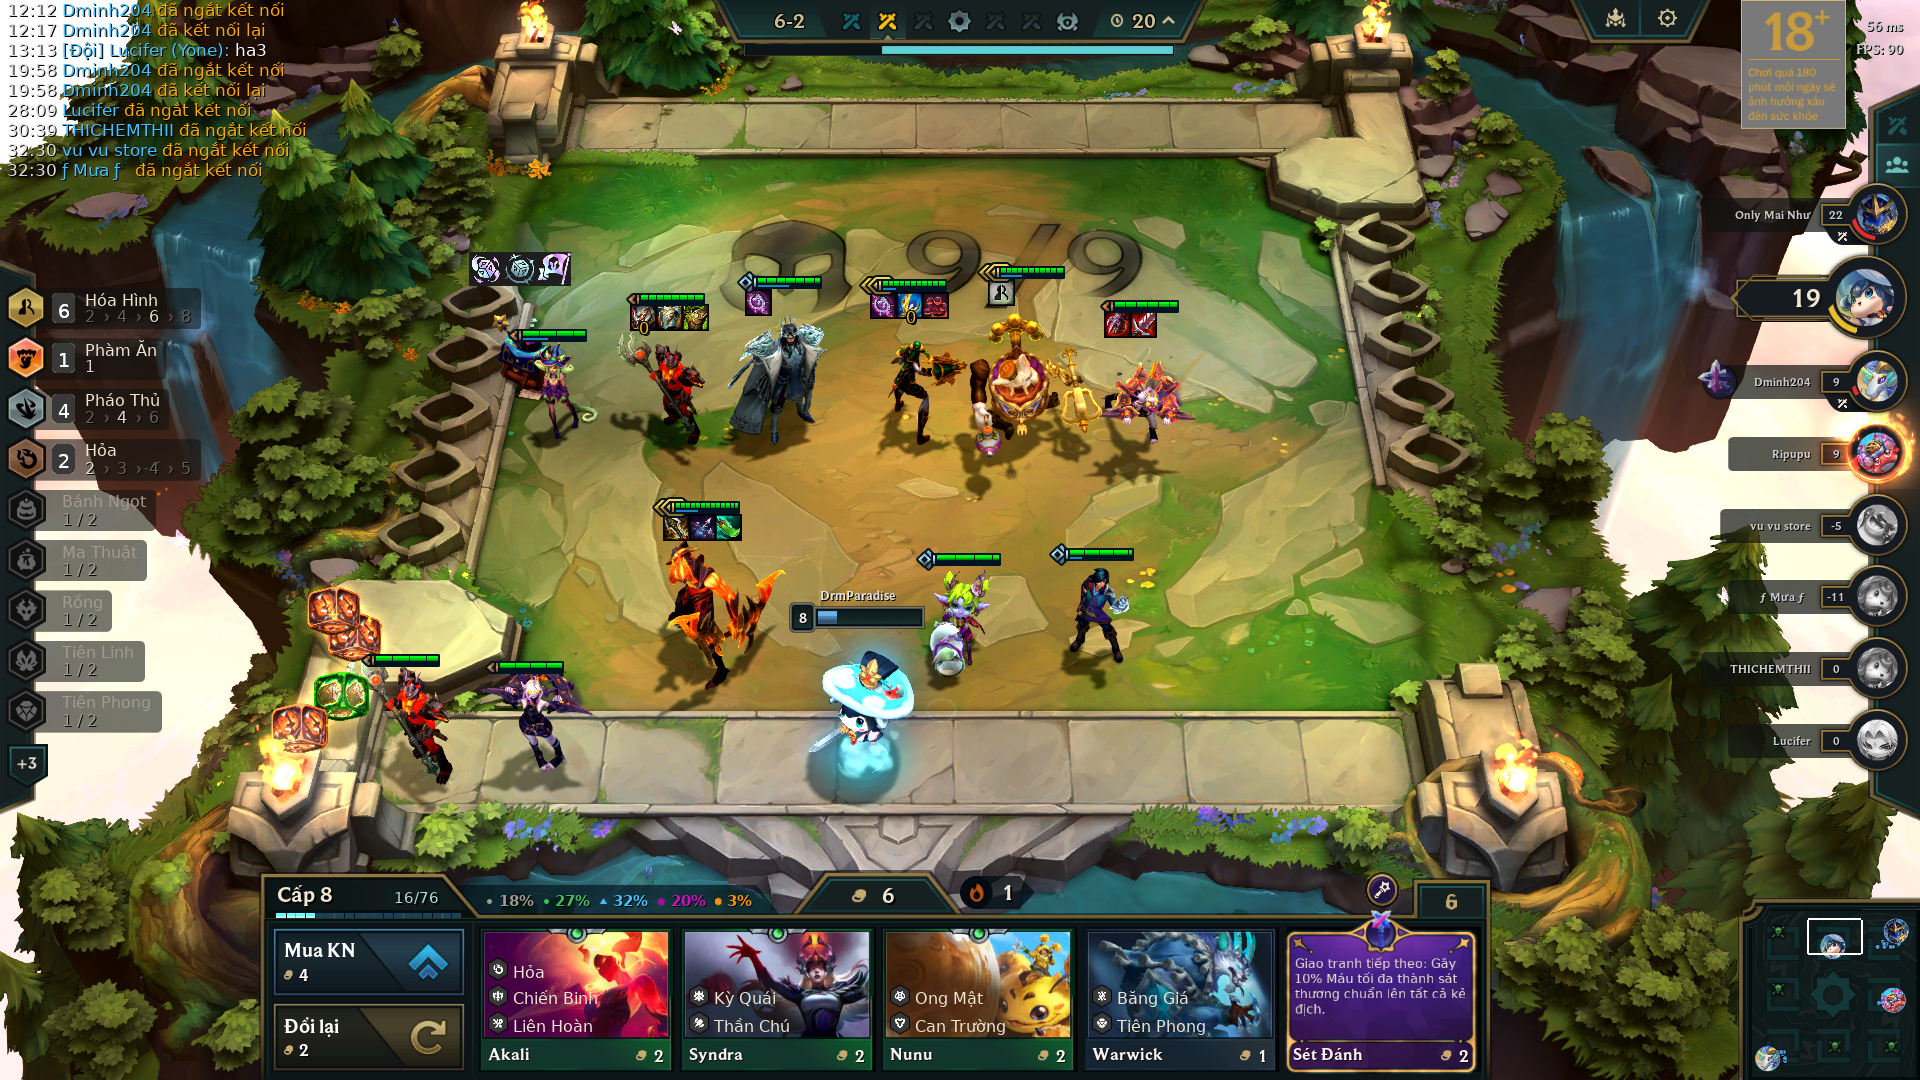 12:12 Dminh204 đã ngắt kết nối
12:17 Dminh204 đã kết nối lại
13:13 [Đội] Lucifer (Yone): ha3
19:58 Dminh204 đã ngắt kết nối
19:58 Dminh204 đã kết nối lại
28:09 Lucifer đã ngắt kết nối
30:39 THICHEMTHII đã ngắt kết nối
32:30 vu vu store đã ngắt kết nối
32:30 ƒ Mưa ƒ đã ngắt kết nối
6-2
20
18+
Chơi quá 180
phút mỗi ngày sẽ
ảnh hưởng xấu
đến sức khỏe
56 ms
FPS: 90
9/9
Only Mai Như 22
19
Dminh204 9
Ripupu 9
vu vu store -5
ƒ Mưa ƒ -11
THICHEMTHII 0
Lucifer 0
6 Hóa Hình
2 › 4 › 6 › 8
1 Phàm Ăn
1
4 Pháo Thủ
2 › 4 › 6
2 Hỏa
2 › 3 › 4 › 5
Bánh Ngọt
1 / 2
Ma Thuật
1 / 2
Rồng
1 / 2
Tiên Linh
1 / 2
Tiên Phong
1 / 2
+3
0
0
DrmParadise
8
Cấp 8
16/76
18% 27% 32% 20% 3%
6
1
6
Mua KN
4
Đổi lại
2
Hỏa
Chiến Binh
Liên Hoàn
Akali 2
Kỳ Quái
Thần Chú
Syndra 2
Ong Mật
Can Trường
Nunu 2
Băng Giá
Tiên Phong
Warwick 1
Giao tranh tiếp theo: Gây
10% Máu tối đa thành sát
thương chuẩn lên tất cả kẻ
địch.
Sét Đánh 2